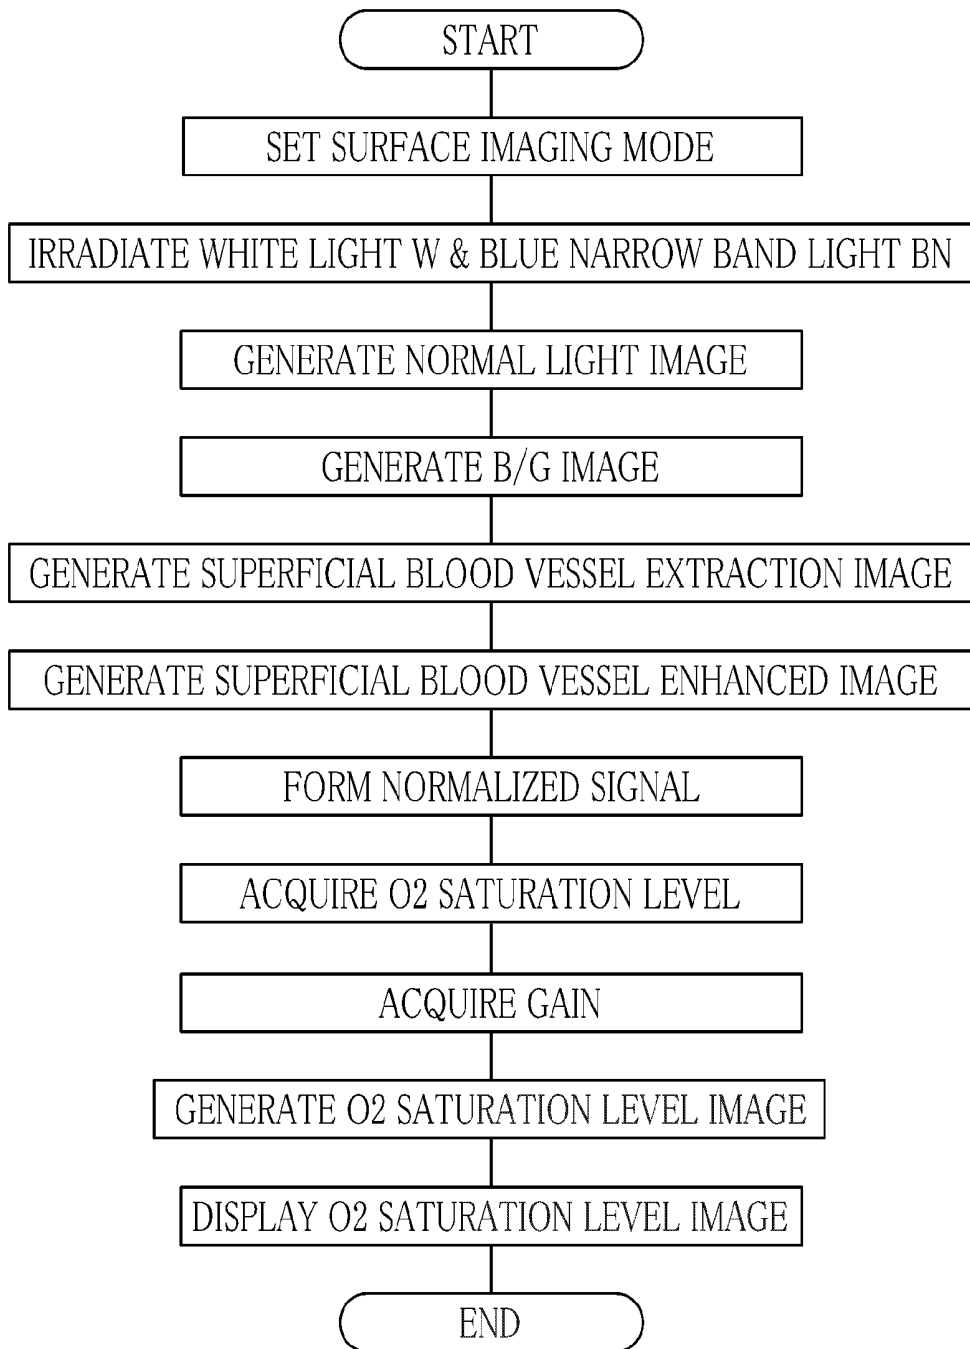 START
SET SURFACE IMAGING MODE
IRRADIATE WHITE LIGHT W & BLUE NARROW BAND LIGHT BN
GENERATE NORMAL LIGHT IMAGE
GENERATE B/G IMAGE
GENERATE SUPERFICIAL BLOOD VESSEL EXTRACTION IMAGE
GENERATE SUPERFICIAL BLOOD VESSEL ENHANCED IMAGE
FORM NORMALIZED SIGNAL
ACQUIRE O2 SATURATION LEVEL
ACQUIRE GAIN
GENERATE O2 SATURATION LEVEL IMAGE
DISPLAY O2 SATURATION LEVEL IMAGE
END